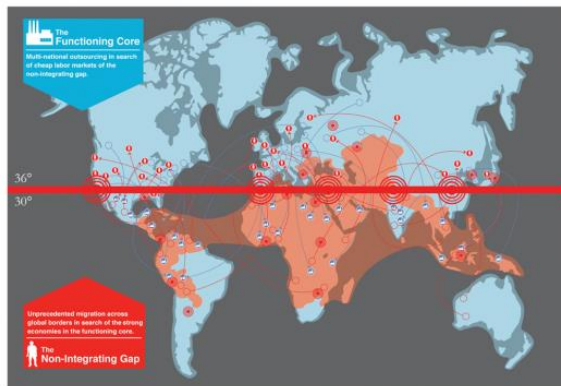 The
Functioning Core
Multi-national outsourcing in search
of cheap labor markets of the
non-integrating gap.
36°
30°
Unprecedented migration across
global borders in search of the strong
economies in the functioning core.
The
Non-Integrating Gap